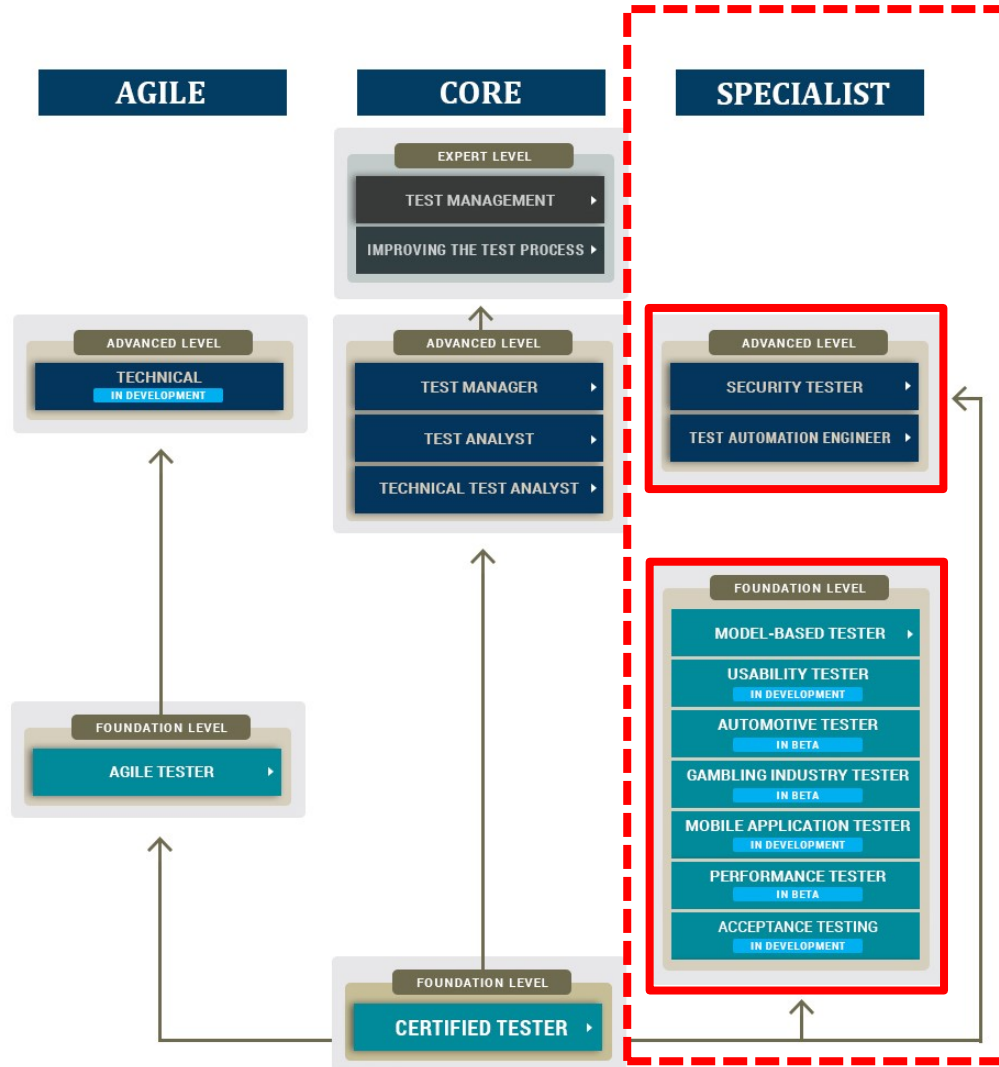 AGILE
CORE
SPECIALIST
EXPERT LEVEL
TEST MANAGEMENT
IMPROVING THE TEST PROCESS
ADVANCED LEVEL
TECHNICAL
IN DEVELOPMENT
ADVANCED LEVEL
TEST MANAGER
TEST ANALYST
TECHNICAL TEST ANALYST
ADVANCED LEVEL
SECURITY TESTER
TEST AUTOMATION ENGINEER
FOUNDATION LEVEL
AGILE TESTER
FOUNDATION LEVEL
MODEL-BASED TESTER
USABILITY TESTER
IN DEVELOPMENT
AUTOMOTIVE TESTER
IN BETA
GAMBLING INDUSTRY TESTER
IN BETA
MOBILE APPLICATION TESTER
IN DEVELOPMENT
PERFORMANCE TESTER
IN BETA
ACCEPTANCE TESTING
IN DEVELOPMENT
FOUNDATION LEVEL
CERTIFIED TESTER